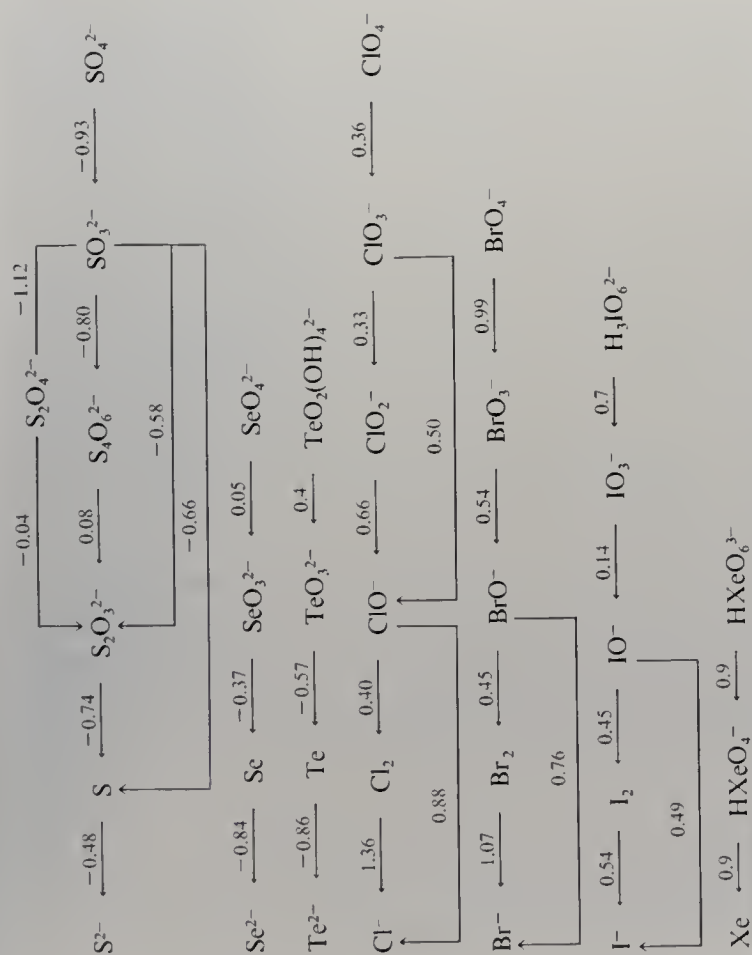 −1.12
−0.04 S₂O₄²⁻
S²⁻ ←−0.48 S ←−0.74 S₂O₃²⁻ ←0.08 S₄O₆²⁻ ←−0.80 SO₃²⁻ ←−0.93 SO₄²⁻
−0.58
−0.66
Se²⁻ ←−0.84 Se ←−0.37 SeO₃²⁻ ←0.05 SeO₄²⁻
Te²⁻ ←−0.86 Te ←−0.57 TeO₃²⁻ ←0.4 TeO₂(OH)₄²⁻
Cl⁻ ←1.36 Cl₂ ←0.40 ClO⁻ ←0.66 ClO₂⁻ ←0.33 ClO₃⁻ ←0.36 ClO₄⁻
0.50
0.88
Br⁻ ←1.07 Br₂ ←0.45 BrO⁻ ←0.54 BrO₃⁻ ←0.99 BrO₄⁻
0.76
I⁻ ←0.54 I₂ ←0.45 IO⁻ ←0.14 IO₃⁻ ←0.7 H₃IO₆²⁻
0.49
Xe ←0.9 HXeO₄⁻ ←0.9 HXeO₆³⁻